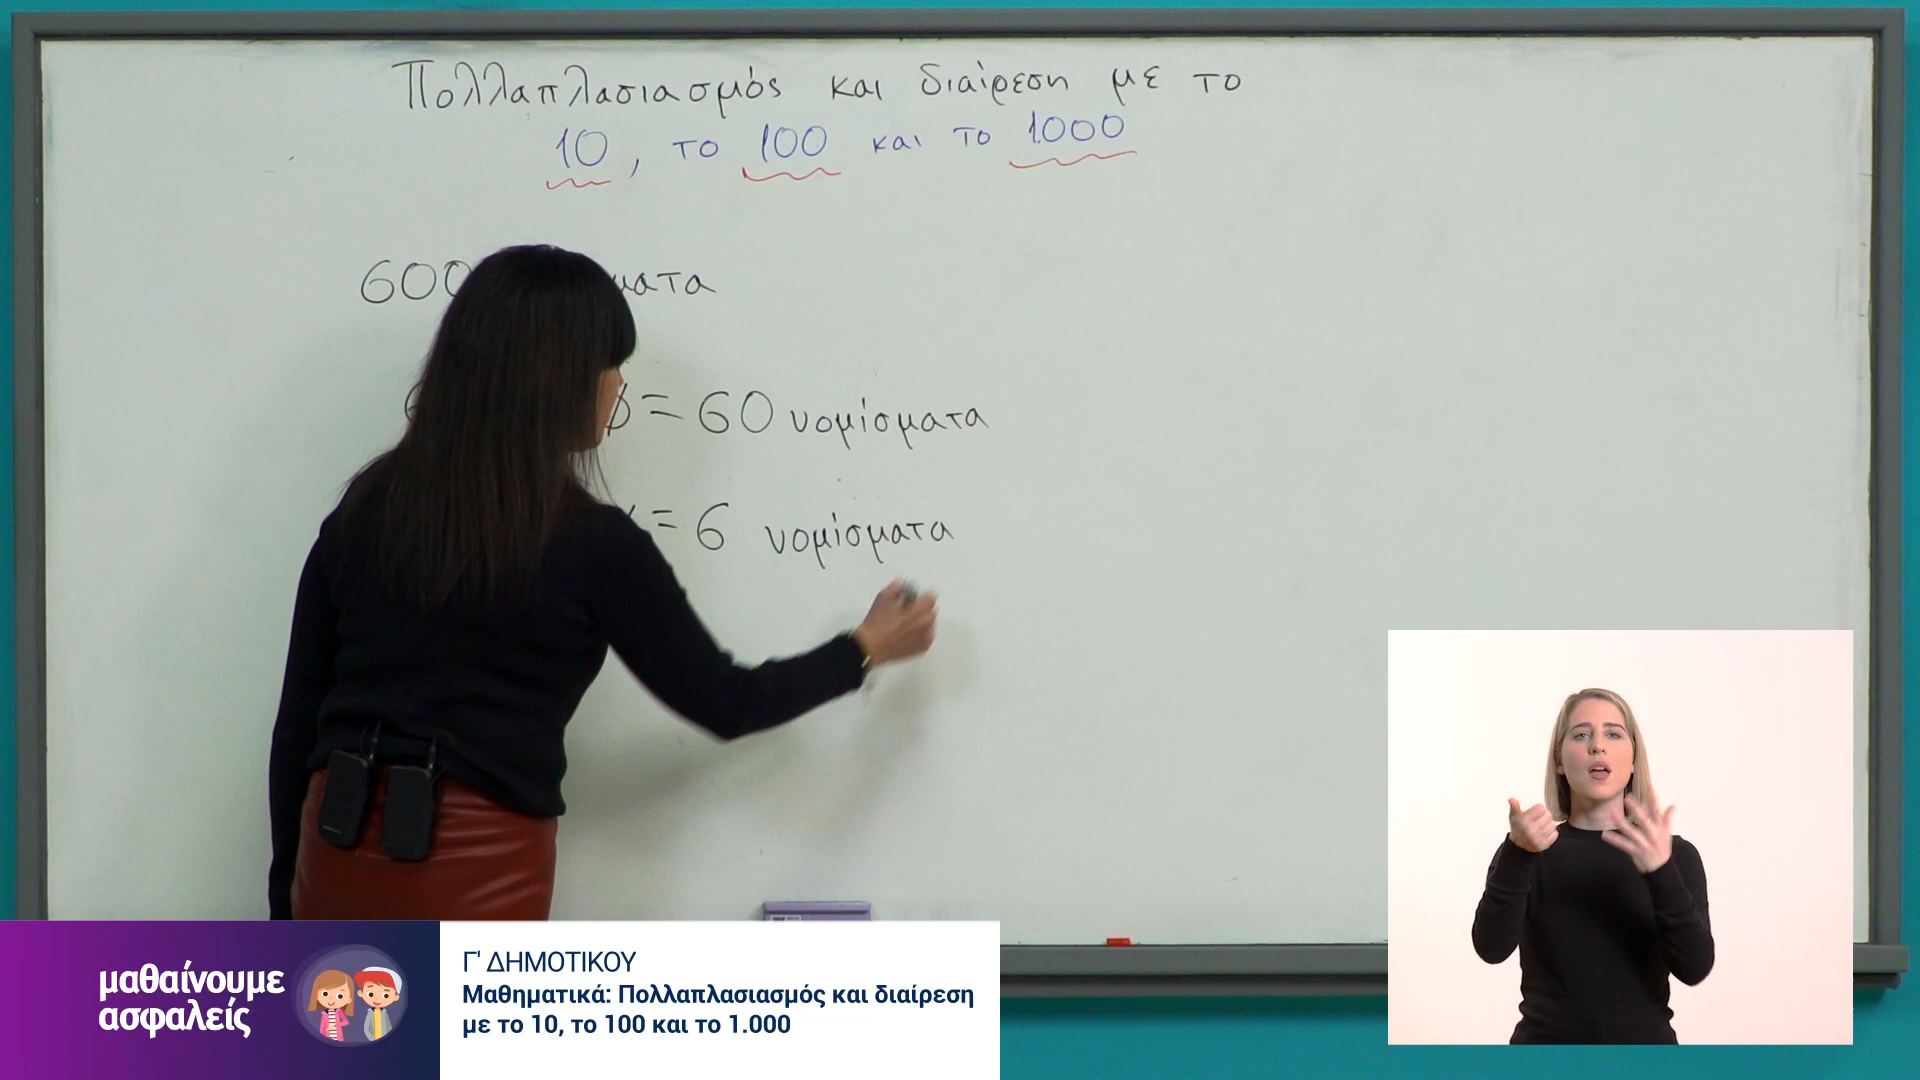 Πολλαπλασιασμός και διαίρεση με το
10, το 100 και το 1.000
600 ματα
= 60 νομίσματα
= 6 νομίσματα
μαθαίνουμε
ασφαλείς
Γ' ΔΗΜΟΤΙΚΟΥ
Μαθηματικά: Πολλαπλασιασμός και διαίρεση
με το 10, το 100 και το 1.000